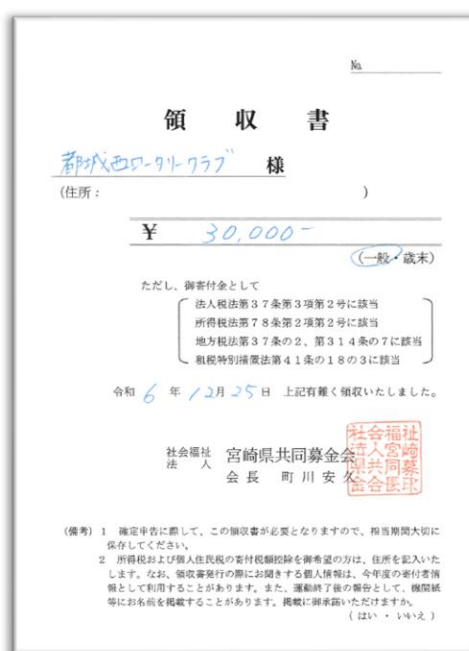 No.
領収書
都城西ロータリークラブ 様
(住所: )
¥ 30,000-
(一般・歳末)
ただし、御寄付金として
法人税法第37条第3項第2号に該当
所得税法第78条第2項第2号に該当
地方税法第37条の2、第314条の7に該当
租税特別措置法第41条の18の3に該当
令和 6 年 12月 25日 上記有難く領収いたしました。
社会福祉
法人 宮崎県共同募金会
会長 町川安久
(備考) 1 確定申告に際して、この領収書が必要となりますので、相当期間大切に
保存してください。
2 所得税および個人住民税の寄付税額控除を御希望の方は、住所を記入いた
します。なお、領収書発行の際にお聞きする個人情報は、今年度の寄付者情
報として利用することがあります。また、運動終了後の報告として、機関紙
等にお名前を掲載することがあります。掲載に御承諾いただけますか。
( はい ・ いいえ )